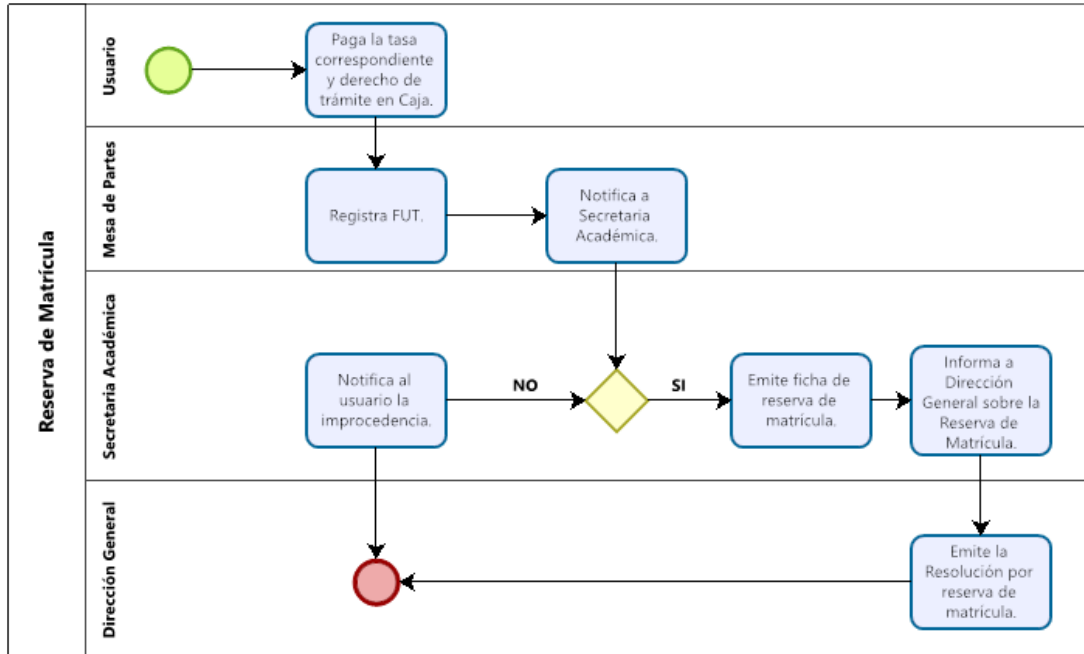 Reserva de Matrícula
Usuario
Paga la tasa
correspondiente
y derecho de
trámite en Caja.
Mesa de Partes
Registra FUT.
Notifica a
Secretaria
Académica.
Secretaria Académica
Notifica al
usuario la
improcedencia.
NO
SI
Emite ficha de
reserva de
matrícula.
Informa a
Dirección
General sobre la
Reserva de
Matrícula.
Dirección General
Emite la
Resolución por
reserva de
matrícula.